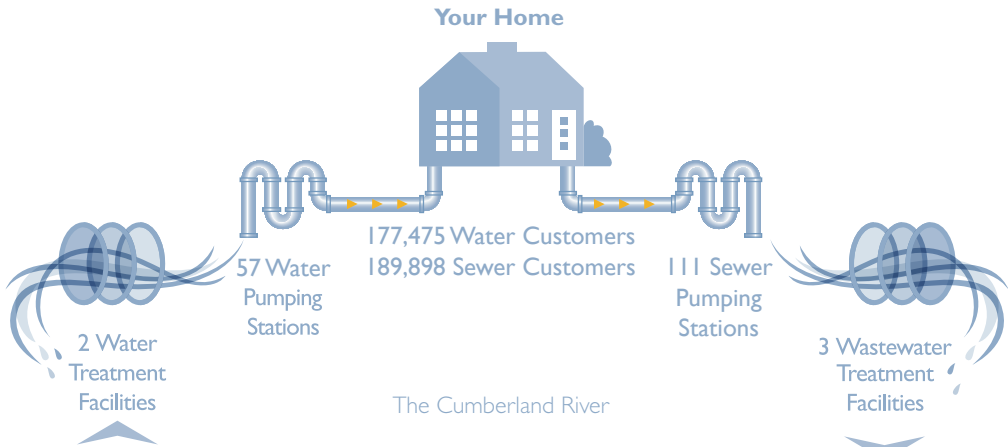 Your Home
177,475 Water Customers
189,898 Sewer Customers
57 Water
Pumping
Stations
111 Sewer
Pumping
Stations
2 Water
Treatment
Facilities
3 Wastewater
Treatment
Facilities
The Cumberland River